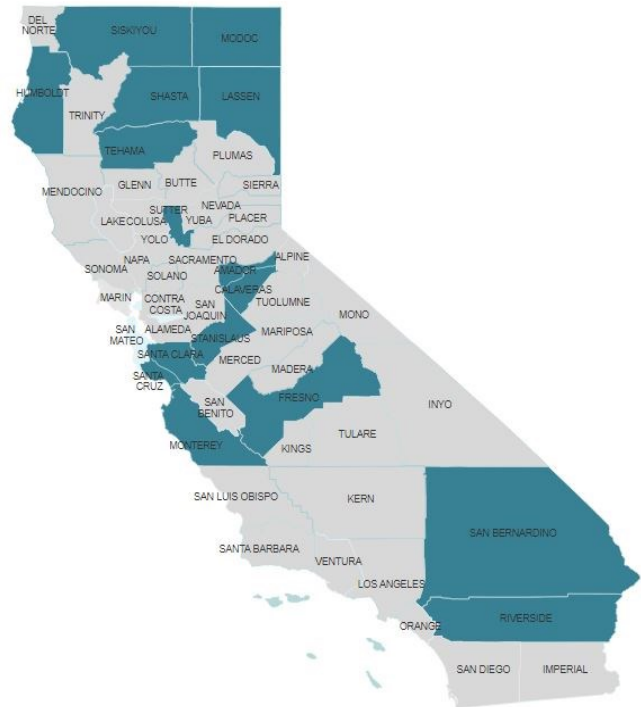 DEL
NORTE
SISKIYOU
MODOC
HUMBOLDT
TRINITY
SHASTA
LASSEN
TEHAMA
PLUMAS
MENDOCINO
GLENN
BUTTE
SIERRA
LAKE
COLUSA
SUTTER
YUBA
NEVADA
PLACER
YOLO
EL DORADO
SONOMA
NAPA
SACRAMENTO
ALPINE
SOLANO
AMADOR
CALAVERAS
MARIN
CONTRA
COSTA
SAN
JOAQUIN
TUOLUMNE
MONO
SAN
MATEO
ALAMEDA
STANISLAUS
MARIPOSA
SANTA CLARA
MERCED
SANTA
CRUZ
MADERA
SAN
BENITO
FRESNO
INYO
MONTEREY
KINGS
TULARE
SAN LUIS OBISPO
KERN
SAN BERNARDINO
SANTA BARBARA
VENTURA
LOS ANGELES
ORANGE
RIVERSIDE
SAN DIEGO
IMPERIAL